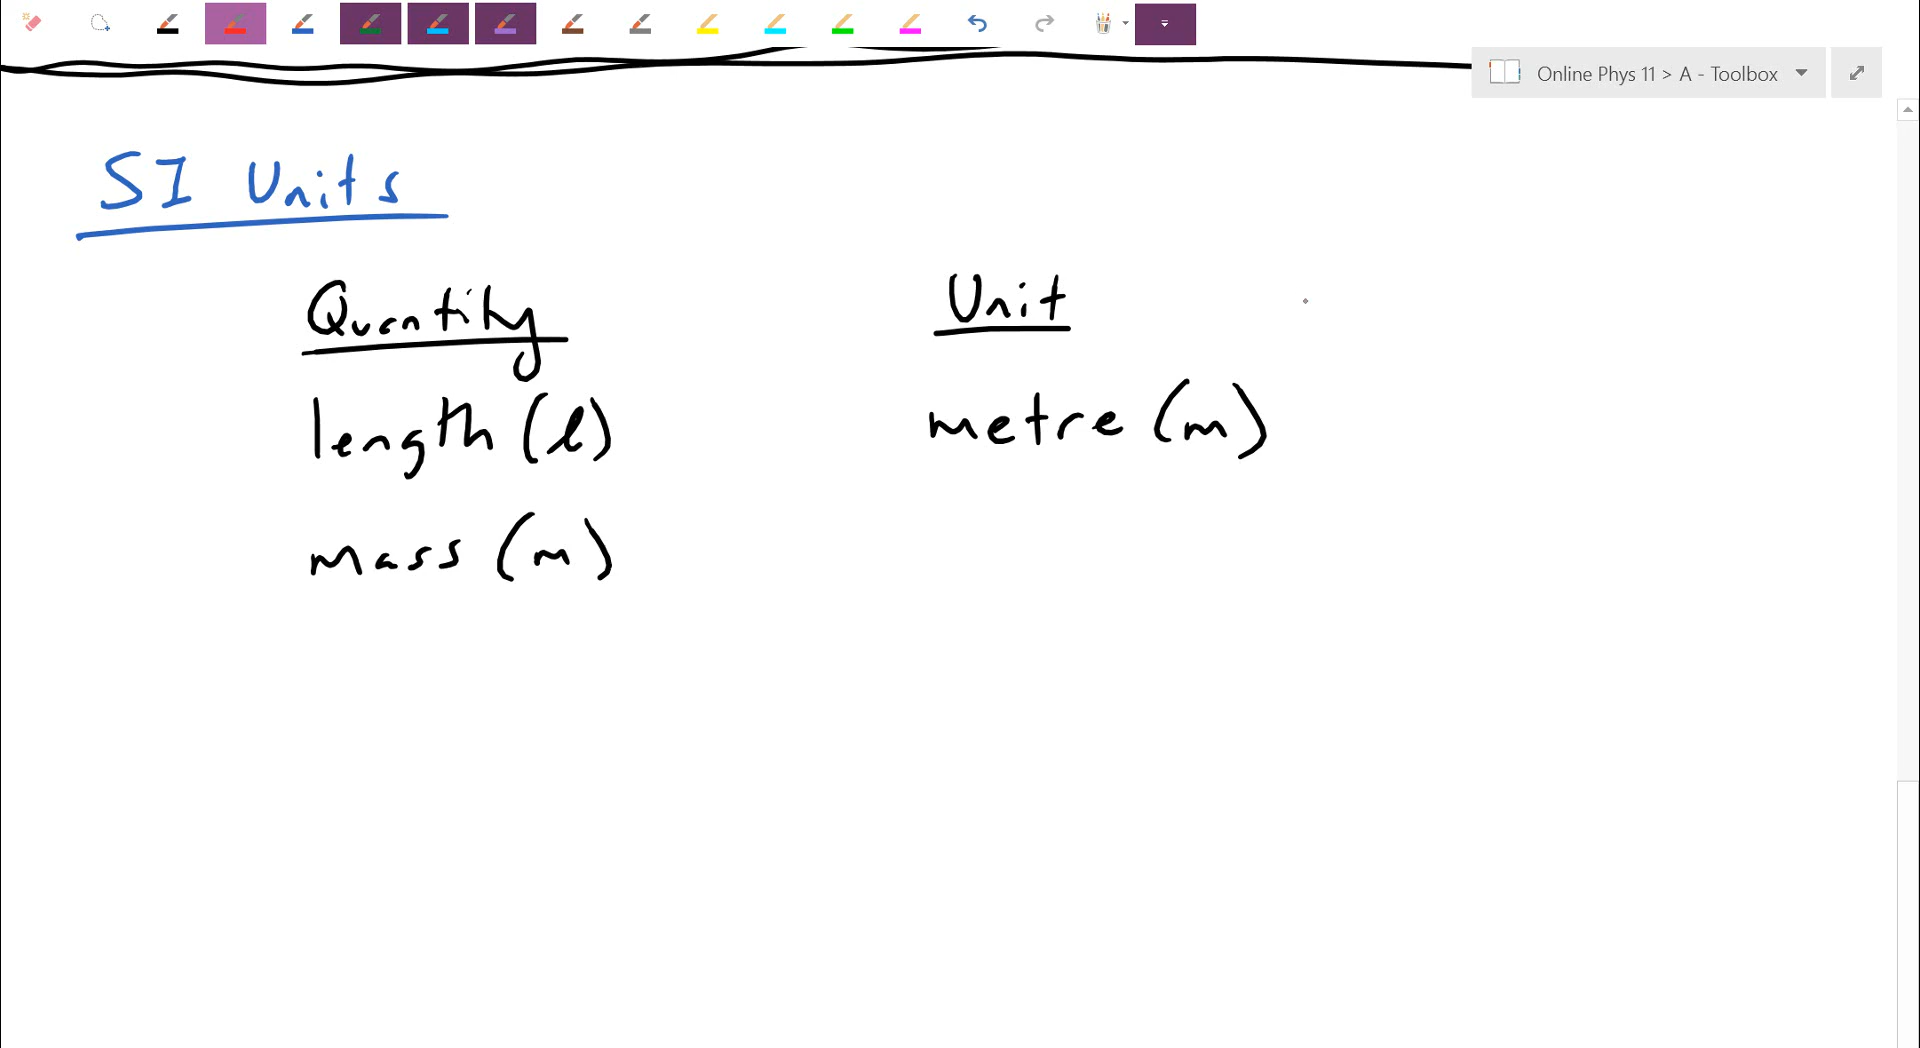 Online Phys 11 > A - Toolbox
SI Units
Quantity Unit
length (l) metre (m)
mass (m)